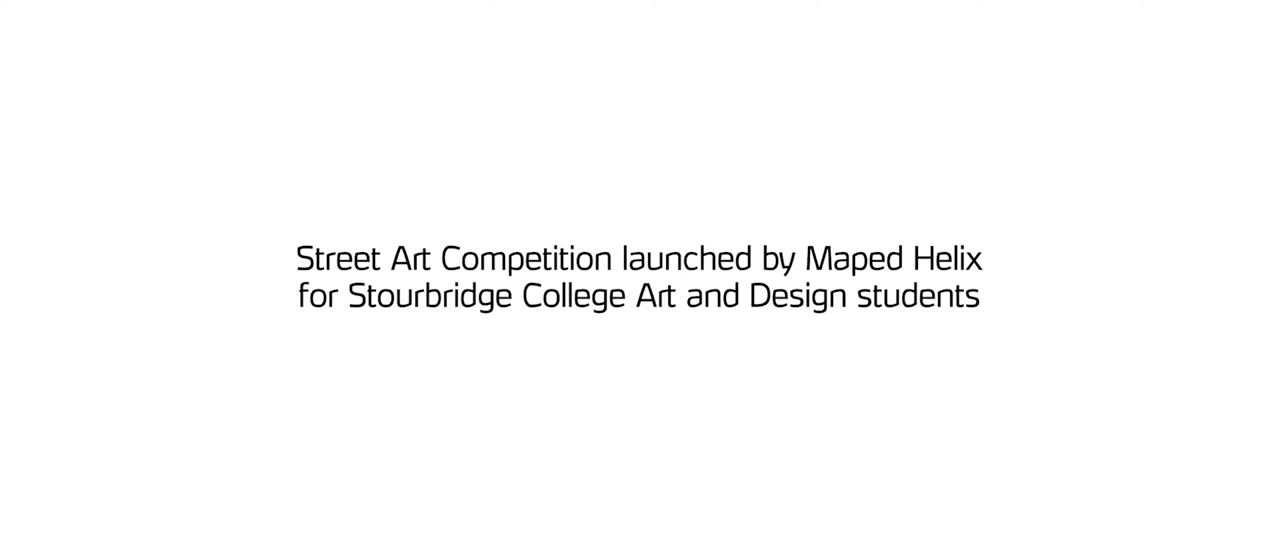 Street Art Competition launched by Maped Helix
for Stourbridge College Art and Design students